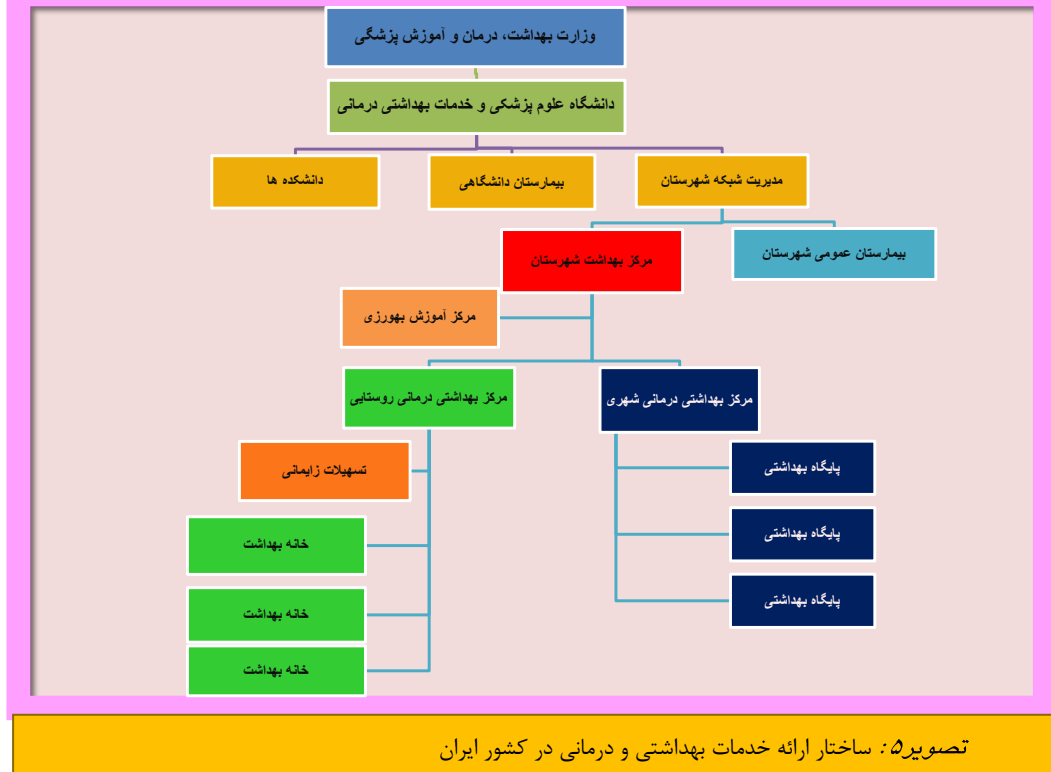 وزارت بهداشت، درمان و آموزش پزشگی
دانشگاه علوم پزشکی و خدمات بهداشتی درمانی
مدیریت شبکه شهرستان
بیمارستان دانشگاهی
دانشکده ها
بیمارستان عمومی شهرستان
مرکز بهداشت شهرستان
مرکز آموزش بهورزی
مرکز بهداشتی درمانی شهری
مرکز بهداشتی درمانی روستایی
پایگاه بهداشتی
تسهیلات زایمانی
پایگاه بهداشتی
خانه بهداشت
پایگاه بهداشتی
خانه بهداشت
خانه بهداشت
تصویر۵: ساختار ارائه خدمات بهداشتی و درمانی در کشور ایران